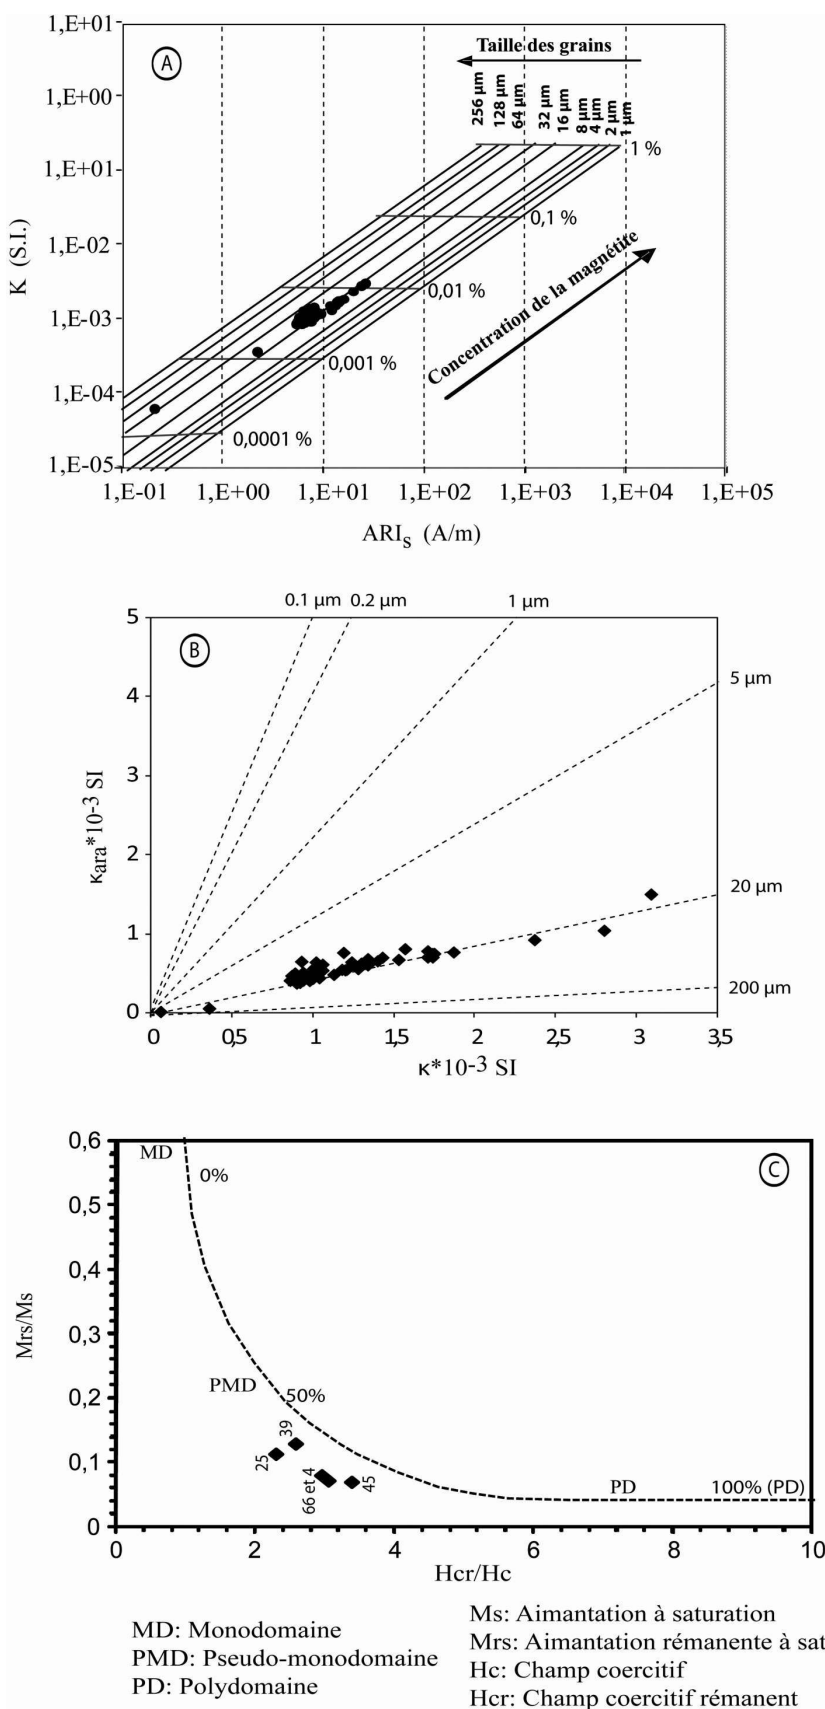 A
Taille des grains
256 µm 128 µm 64 µm 32 µm 16 µm 8 µm 4 µm 2 µm 1 µm
1,E+01
1,E+00
1,E-01
1,E-02
1,E-03
1,E-04
1,E-05
K (S.I.)
1 %
0,1 %
0,01 %
0,001 %
0,0001 %
Concentration de la magnétite
1,E-01 1,E+00 1,E+01 1,E+02 1,E+03 1,E+04 1,E+05
ARIs (A/m)
B
0.1 µm 0.2 µm 1 µm
5 µm
20 µm
200 µm
5
4
3
2
1
0
κara*10-3 SI
0 0,5 1 1,5 2 2,5 3 3,5
κ*10-3 SI
C
0,6
0,5
0,4
0,3
0,2
0,1
0
Mrs/Ms
MD
0%
PMD
50%
39
25
66 et 4
45
PD
100% (PD)
0 2 4 6 8 10
Hcr/Hc
MD: Monodomaine
PMD: Pseudo-monodomaine
PD: Polydomaine
Ms: Aimantation à saturation
Mrs: Aimantation rémanente à sat
Hc: Champ coercitif
Hcr: Champ coercitif rémanent